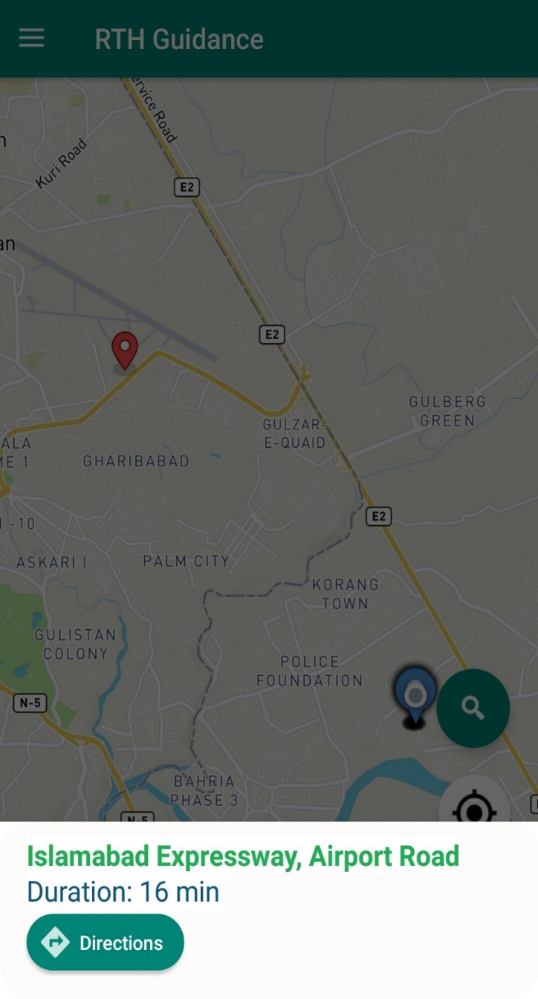 RTH Guidance
ervice Road
Kuri Road
E2
an
E2
GULBERG
GREEN
GULZAR-
E-QUAID
ALA
ME 1
GHARIBABAD
-10
E2
ASKARI I
PALM CITY
KORANG
TOWN
GULISTAN
COLONY
POLICE
FOUNDATION
N-5
BAHRIA
PHASE 3
N-5
Islamabad Expressway, Airport Road
Duration: 16 min
Directions